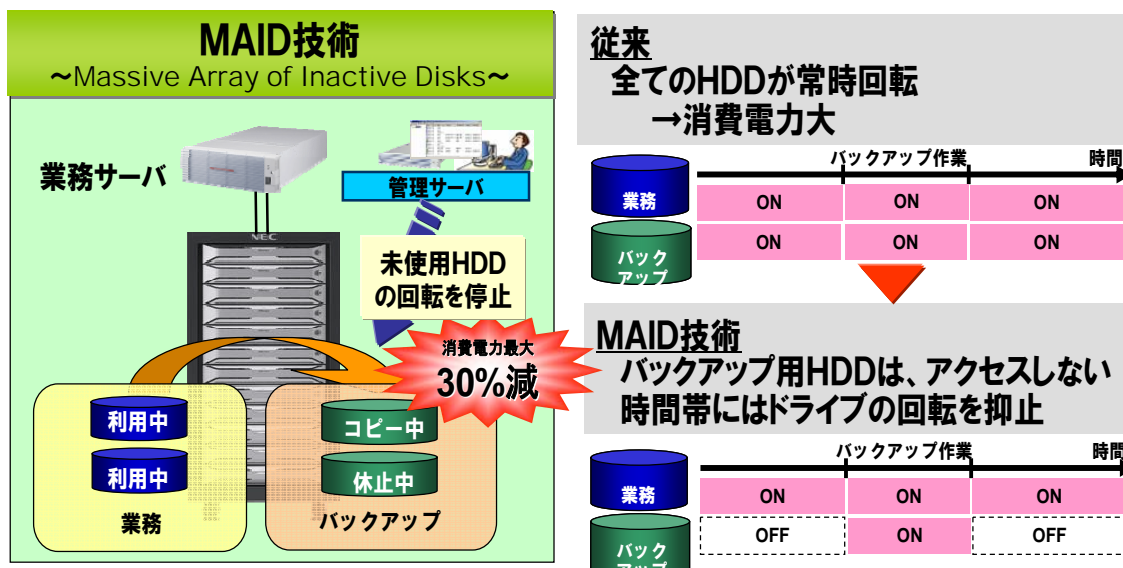 MAID技術
～Massive Array of Inactive Disks～
業務サーバ
管理サーバ
NEC
未使用HDD
の回転を停止
消費電力最大
30%減
利用中
利用中
業務
コピー中
休止中
バックアップ
従来
全てのHDDが常時回転
→消費電力大
バックアップ作業 時間
業務 ON ON ON
バック
アップ
ON ON ON
MAID技術
バックアップ用HDDは、アクセスしない
時間帯にはドライブの回転を抑止
バックアップ作業 時間
業務 ON ON ON
バック
アップ
OFF ON OFF